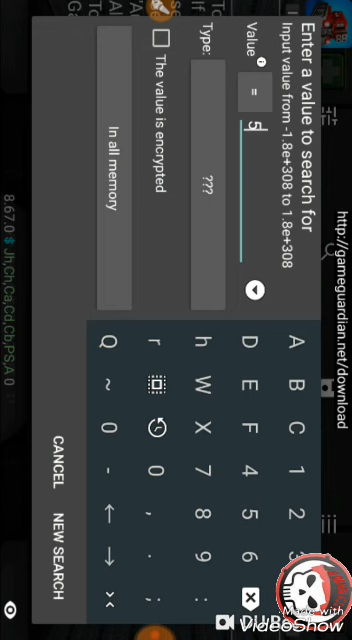 Enter a value to search for
Input value from -1.8e+308 to 1.8e+308
Value
=
5
Type:
???
The value is encrypted
In all memory
CANCEL
NEW SEARCH
A B C 1 2 3
D E F 4 5 6
h W X 7 8 9 :
r 0 , . ;
Q ~ 0 - ← → ><
http://gameguardian.net/download
8.67.0 $ Jh,Ch,Ca,Cd,Cb,PS,A 0
Made with
VideoShow